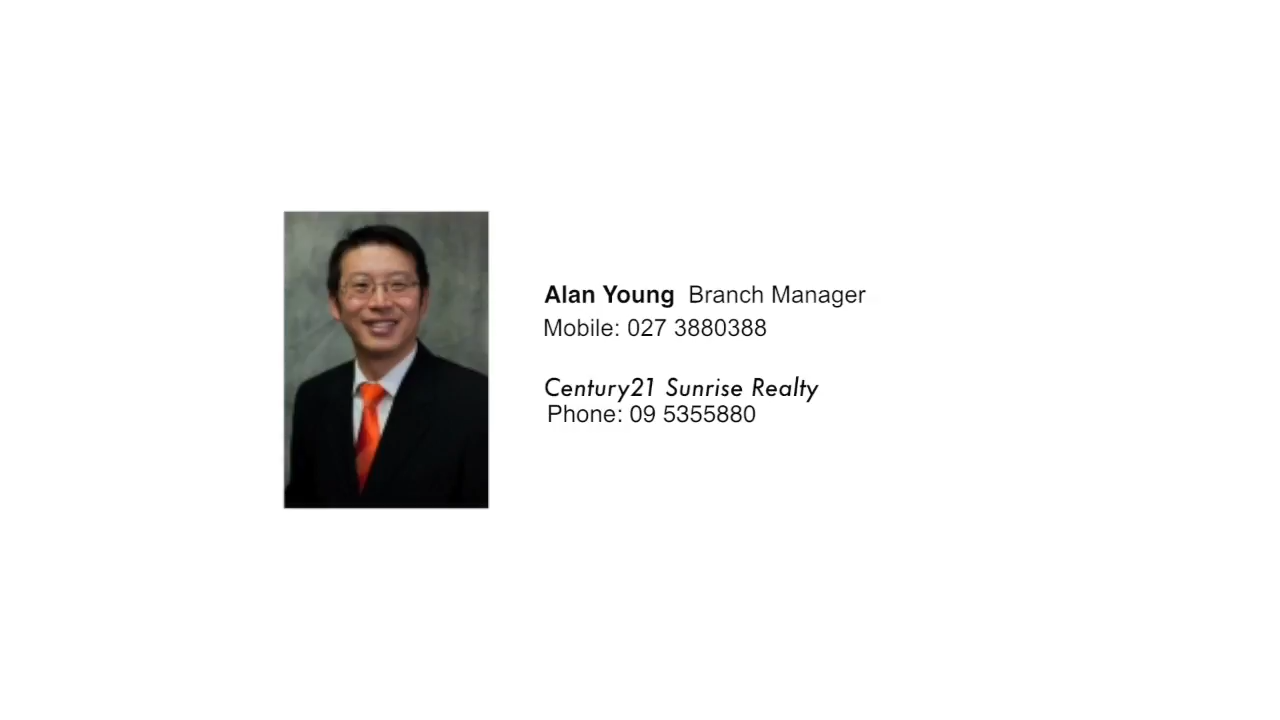 Alan Young Branch Manager
Mobile: 027 3880388
Century21 Sunrise Realty
Phone: 09 5355880